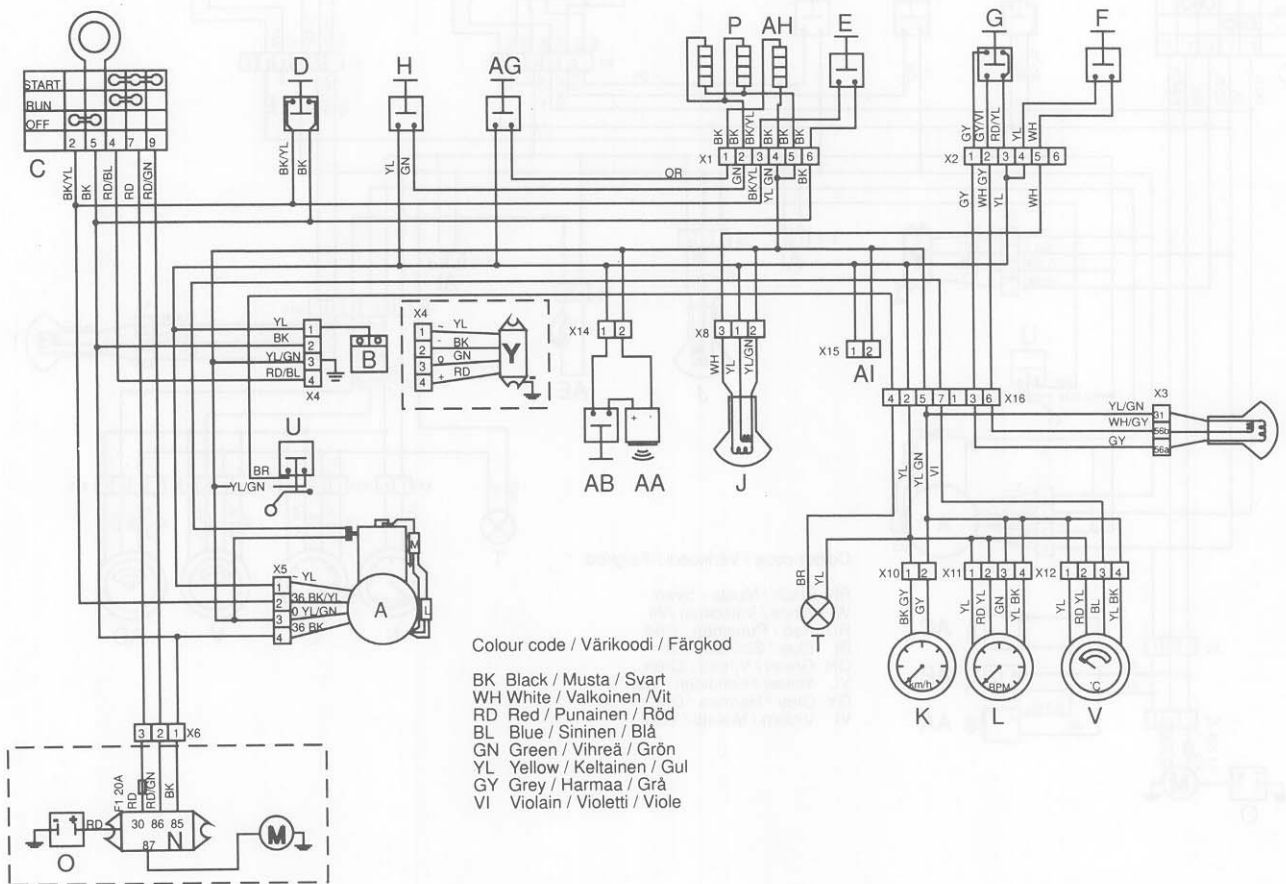 P AH E G F
D H AG
START
RUN
OFF
2 5 4 7 9
C
BK/YL BK RD/BL RD RD/GN
BK/YL BK
YL GN
OR
BK BK BK/YL BK BK BK
X1 1 2 3 4 5 6
GN BK/YL YL GN BK
GY GY/VI RD/YL YL WH
X2 1 2 3 4 5 6
GY WH GY YL WH
YL 1
BK 2
YL/GN 3
RD/BL 4
X4
B
X4
1 ~ YL
2 - BK
3 0 GN
4 + RD
Y
X14 1 2
X8 3 1 2
WH YL YL/GN
X15 1 2
AI
4 2 5 7 1 3 6 X16
X3
YL/GN 31
WH/GY 56b
GY 56a
U
BR
YL/GN
AB AA J
+ -
YL YL GN VI
BR YL
T
X5
1 ~ YL
2 36 BK/YL
3 0 YL/GN
4 36 BK
A
M
L
X10 1 2 X11 1 2 3 4 X12 1 2 3 4
BK GY GY
YL RD YL GN YL BK
YL RD YL BL YL BK
km/h RPM °C
K L V
Colour code / Värikoodi / Färgkod
BK Black / Musta / Svart
WH White / Valkoinen /Vit
RD Red / Punainen / Röd
BL Blue / Sininen / Blå
GN Green / Vihreä / Grön
YL Yellow / Keltainen / Gul
GY Grey / Harmaa / Grå
VI Violain / Violetti / Viole
3 2 1 X6
F1 20A RD RD/GN BK
RD
30 86 85
87
N
M
O